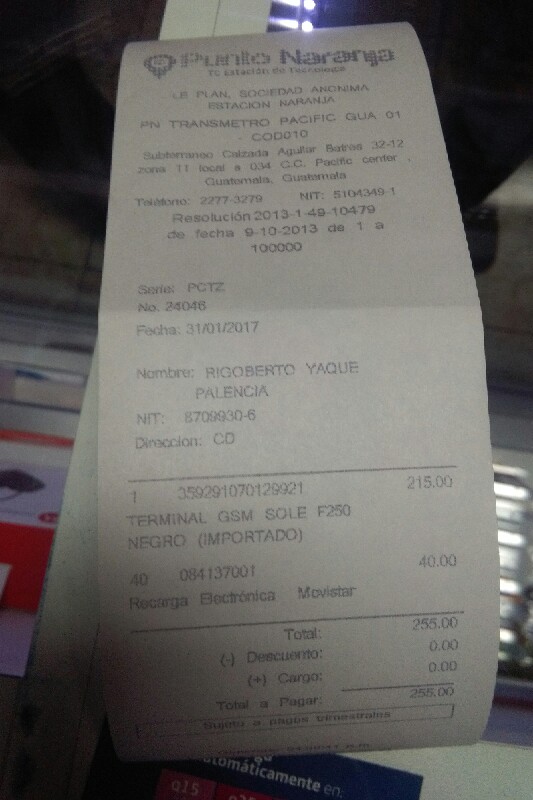 Punto Naranja
Tu Estación de Tecnología
LE PLAN, SOCIEDAD ANONIMA
ESTACION NARANJA
PN TRANSMETRO PACIFIC GUA 01
- COD010
Subterraneo Calzada Aguilar Batres 32-12
zona 11 local a 034 C.C. Pacific center ,
Guatemala, Guatemala
Teléfono: 2277-3279 NIT: 5104349-1
Resolución 2013-1-49-10479
de fecha 9-10-2013 de 1 a
100000
Serie: PCTZ
No. 24046
Fecha: 31/01/2017
Nombre: RIGOBERTO YAQUE
PALENCIA
NIT: 8709930-6
Direccion: CD
1 359291070129921 215.00
TERMINAL GSM SOLE F250
NEGRO (IMPORTADO)
40 084137001 40.00
Recarga Electrónica Movistar
Total: 255.00
(-) Descuento: 0.00
(+) Cargo: 0.00
Total a Pagar: 255.00
Sujeto a pagos trimestrales
utomáticamente en:
q15